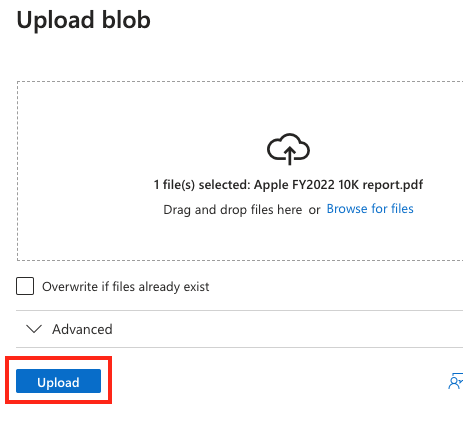 Upload blob
1 file(s) selected: Apple FY2022 10K report.pdf
Drag and drop files here or Browse for files
Overwrite if files already exist
Advanced
Upload